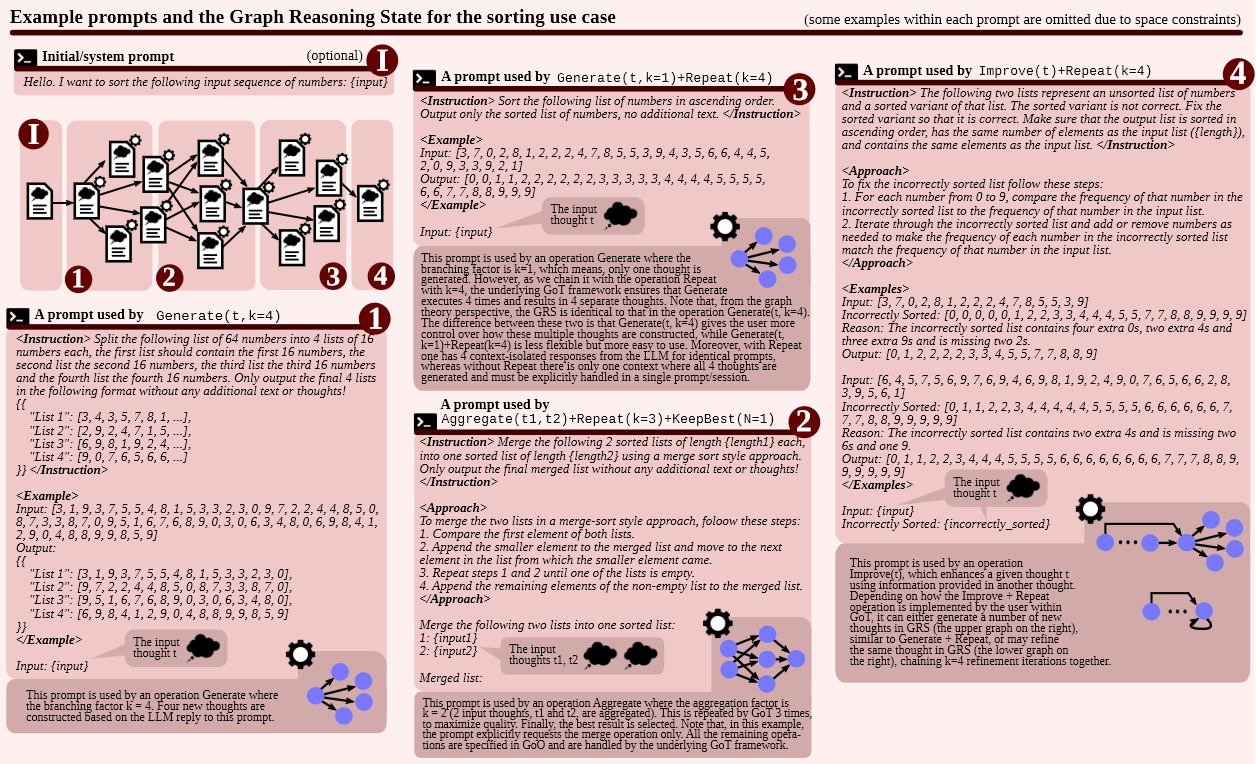 Example prompts and the Graph Reasoning State for the sorting use case
(some examples within each prompt are omitted due to space constraints)
Initial/system prompt (optional) I
Hello. I want to sort the following input sequence of numbers: {input}
I
1
2
3
4
A prompt used by Generate(t,k=4) 1
<Instruction> Split the following list of 64 numbers into 4 lists of 16
numbers each, the first list should contain the first 16 numbers, the
second list the second 16 numbers, the third list the third 16 numbers
and the fourth list the fourth 16 numbers. Only output the final 4 lists
in the following format without any additional text or thoughts!
{{
"List 1": [3, 4, 3, 5, 7, 8, 1, ...],
"List 2": [2, 9, 2, 4, 7, 1, 5, ...],
"List 3": [6, 9, 8, 1, 9, 2, 4, ...],
"List 4": [9, 0, 7, 6, 5, 6, 6, ...]
}} </Instruction>
<Example>
Input: [3, 1, 9, 3, 7, 5, 5, 4, 8, 1, 5, 3, 3, 2, 3, 0, 9, 7, 2, 2, 4, 4, 8, 5, 0,
8, 7, 3, 3, 8, 7, 0, 9, 5, 1, 6, 7, 6, 8, 9, 0, 3, 0, 6, 3, 4, 8, 0, 6, 9, 8, 4, 1,
2, 9, 0, 4, 8, 8, 9, 9, 8, 5, 9]
Output:
{{
"List 1": [3, 1, 9, 3, 7, 5, 5, 4, 8, 1, 5, 3, 3, 2, 3, 0],
"List 2": [9, 7, 2, 2, 4, 4, 8, 5, 0, 8, 7, 3, 3, 8, 7, 0],
"List 3": [9, 5, 1, 6, 7, 6, 8, 9, 0, 3, 0, 6, 3, 4, 8, 0],
"List 4": [6, 9, 8, 4, 1, 2, 9, 0, 4, 8, 8, 9, 9, 8, 5, 9]
}}
</Example>
The input
thought t
Input: {input}
This prompt is used by an operation Generate where
the branching factor is k = 4. Four new thoughts are
constructed based on the LLM reply to this prompt.
A prompt used by Generate(t,k=1)+Repeat(k=4) 3
<Instruction> Sort the following list of numbers in ascending order.
Output only the sorted list of numbers, no additional text. </Instruction>
<Example>
Input: [3, 7, 0, 2, 8, 1, 2, 2, 2, 4, 7, 8, 5, 5, 3, 9, 4, 3, 5, 6, 6, 4, 4, 5,
2, 0, 9, 3, 3, 9, 2, 1]
Output: [0, 0, 1, 1, 2, 2, 2, 2, 2, 2, 3, 3, 3, 3, 3, 4, 4, 4, 4, 5, 5, 5, 5,
6, 6, 7, 7, 8, 8, 9, 9, 9, 9]
</Example>
The input
thought t
Input: {input}
This prompt is used by an operation Generate where the
branching factor is k=1, which means, only one thought is
generated. However, as we chain it with the operation Repeat
with k=4, the underlying GoT framework ensures that Generate
executes 4 times and results in 4 separate thoughts. Note that, from the graph
theory perspective, the GRS is identical to that in the operation Generate(t, k=4).
The difference between these two is that Generate(t, k=4) gives the user more
control over how these multiple thoughts are constructed, while Generate(t,
k=1)+Repeat(k=4) is less flexible but more easy to use. Moreover, with Repeat
one has 4 context-isolated responses from the LLM for identical prompts,
whereas without Repeat there is only one context where all 4 thoughts are
generated and must be explicitly handled in a single prompt/session.
A prompt used by
Aggregate(t1,t2)+Repeat(k=3)+KeepBest(N=1) 2
<Instruction> Merge the following 2 sorted lists of length {length1} each,
into one sorted list of length {length2} using a merge sort style approach.
Only output the final merged list without any additional text or thoughts!
</Instruction>
<Approach>
To merge the two lists in a merge-sort style approach, foloow these steps:
1. Compare the first element of both lists.
2. Append the smaller element to the merged list and move to the next
element in the list from which the smaller element came.
3. Repeat steps 1 and 2 until one of the lists is empty.
4. Append the remaining elements of the non-empty list to the merged list.
</Approach>
Merge the following two lists into one sorted list:
1: {input1}
2: {input2}
The input
thoughts t1, t2
Merged list:
This prompt is used by an operation Aggregate where the aggregation factor is
k = 2 (2 input thoughts, t1 and t2, are aggregated). This is repeated by GoT 3 times,
to maximize quality. Finally, the best result is selected. Note that, in this example,
the prompt explicitly requests the merge operation only. All the remaining opera-
tions are specified in GoO and are handled by the underlying GoT framework.
A prompt used by Improve(t)+Repeat(k=4) 4
<Instruction> The following two lists represent an unsorted list of numbers
and a sorted variant of that list. The sorted variant is not correct. Fix the
sorted variant so that it is correct. Make sure that the output list is sorted in
ascending order, has the same number of elements as the input list ({length}),
and contains the same elements as the input list. </Instruction>
<Approach>
To fix the incorrectly sorted list follow these steps:
1. For each number from 0 to 9, compare the frequency of that number in the
incorrectly sorted list to the frequency of that number in the input list.
2. Iterate through the incorrectly sorted list and add or remove numbers as
needed to make the frequency of each number in the incorrectly sorted list
match the frequency of that number in the input list.
</Approach>
<Examples>
Input: [3, 7, 0, 2, 8, 1, 2, 2, 2, 4, 7, 8, 5, 5, 3, 9]
Incorrectly Sorted: [0, 0, 0, 0, 0, 1, 2, 2, 3, 3, 4, 4, 4, 5, 5, 7, 7, 8, 8, 9, 9, 9, 9]
Reason: The incorrectly sorted list contains four extra 0s, two extra 4s and
three extra 9s and is missing two 2s.
Output: [0, 1, 2, 2, 2, 2, 3, 3, 4, 5, 5, 7, 7, 8, 8, 9]
Input: [6, 4, 5, 7, 5, 6, 9, 7, 6, 9, 4, 6, 9, 8, 1, 9, 2, 4, 9, 0, 7, 6, 5, 6, 6, 2, 8,
3, 9, 5, 6, 1]
Incorrectly Sorted: [0, 1, 1, 2, 2, 3, 4, 4, 4, 4, 4, 5, 5, 5, 5, 6, 6, 6, 6, 6, 6, 7,
7, 7, 8, 8, 9, 9, 9, 9, 9, 9]
Reason: The incorrectly sorted list contains two extra 4s and is missing two
6s and one 9.
Output: [0, 1, 1, 2, 2, 3, 4, 4, 4, 5, 5, 5, 5, 6, 6, 6, 6, 6, 6, 6, 6, 7, 7, 7, 8, 8, 9,
9, 9, 9, 9, 9]
</Examples>
The input
thought t
Input: {input}
Incorrectly Sorted: {incorrectly_sorted}
This prompt is used by an operation
Improve(t), which enhances a given thought t
using information provided in another thought.
Depending on how the Improve + Repeat
operation is implemented by the user within
GoT, it can either generate a number of new
thoughts in GRS (the upper graph on the right),
similar to Generate + Repeat, or may refine
the same thought in GRS (the lower graph on
the right), chaining k=4 refinement iterations together.